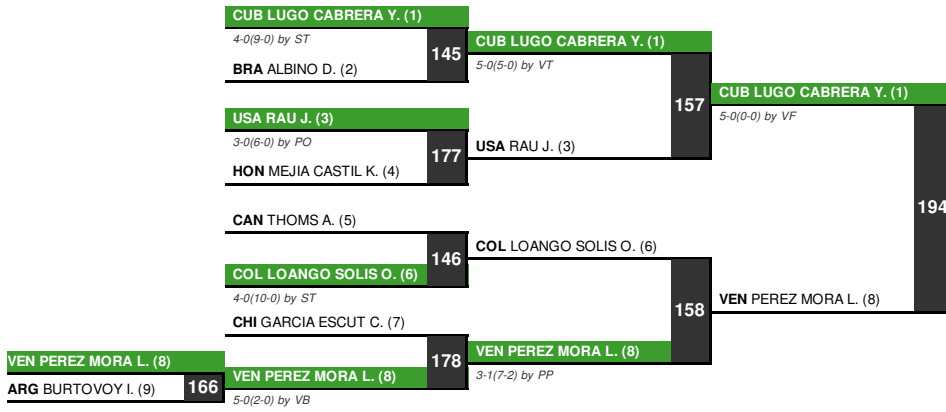 CUB LUGO CABRERA Y. (1)
4-0(9-0) by ST
145
BRA ALBINO D. (2)
CUB LUGO CABRERA Y. (1)
5-0(5-0) by VT
157
CUB LUGO CABRERA Y. (1)
5-0(0-0) by VF
USA RAU J. (3)
3-0(6-0) by PO
177
HON MEJIA CASTIL K. (4)
USA RAU J. (3)
194
CAN THOMS A. (5)
146
COL LOANGO SOLIS O. (6)
COL LOANGO SOLIS O. (6)
4-0(10-0) by ST
158
VEN PEREZ MORA L. (8)
CHI GARCIA ESCUT C. (7)
178
VEN PEREZ MORA L. (8)
3-1(7-2) by PP
VEN PEREZ MORA L. (8)
ARG BURTOVOY I. (9)
166
VEN PEREZ MORA L. (8)
5-0(2-0) by VB